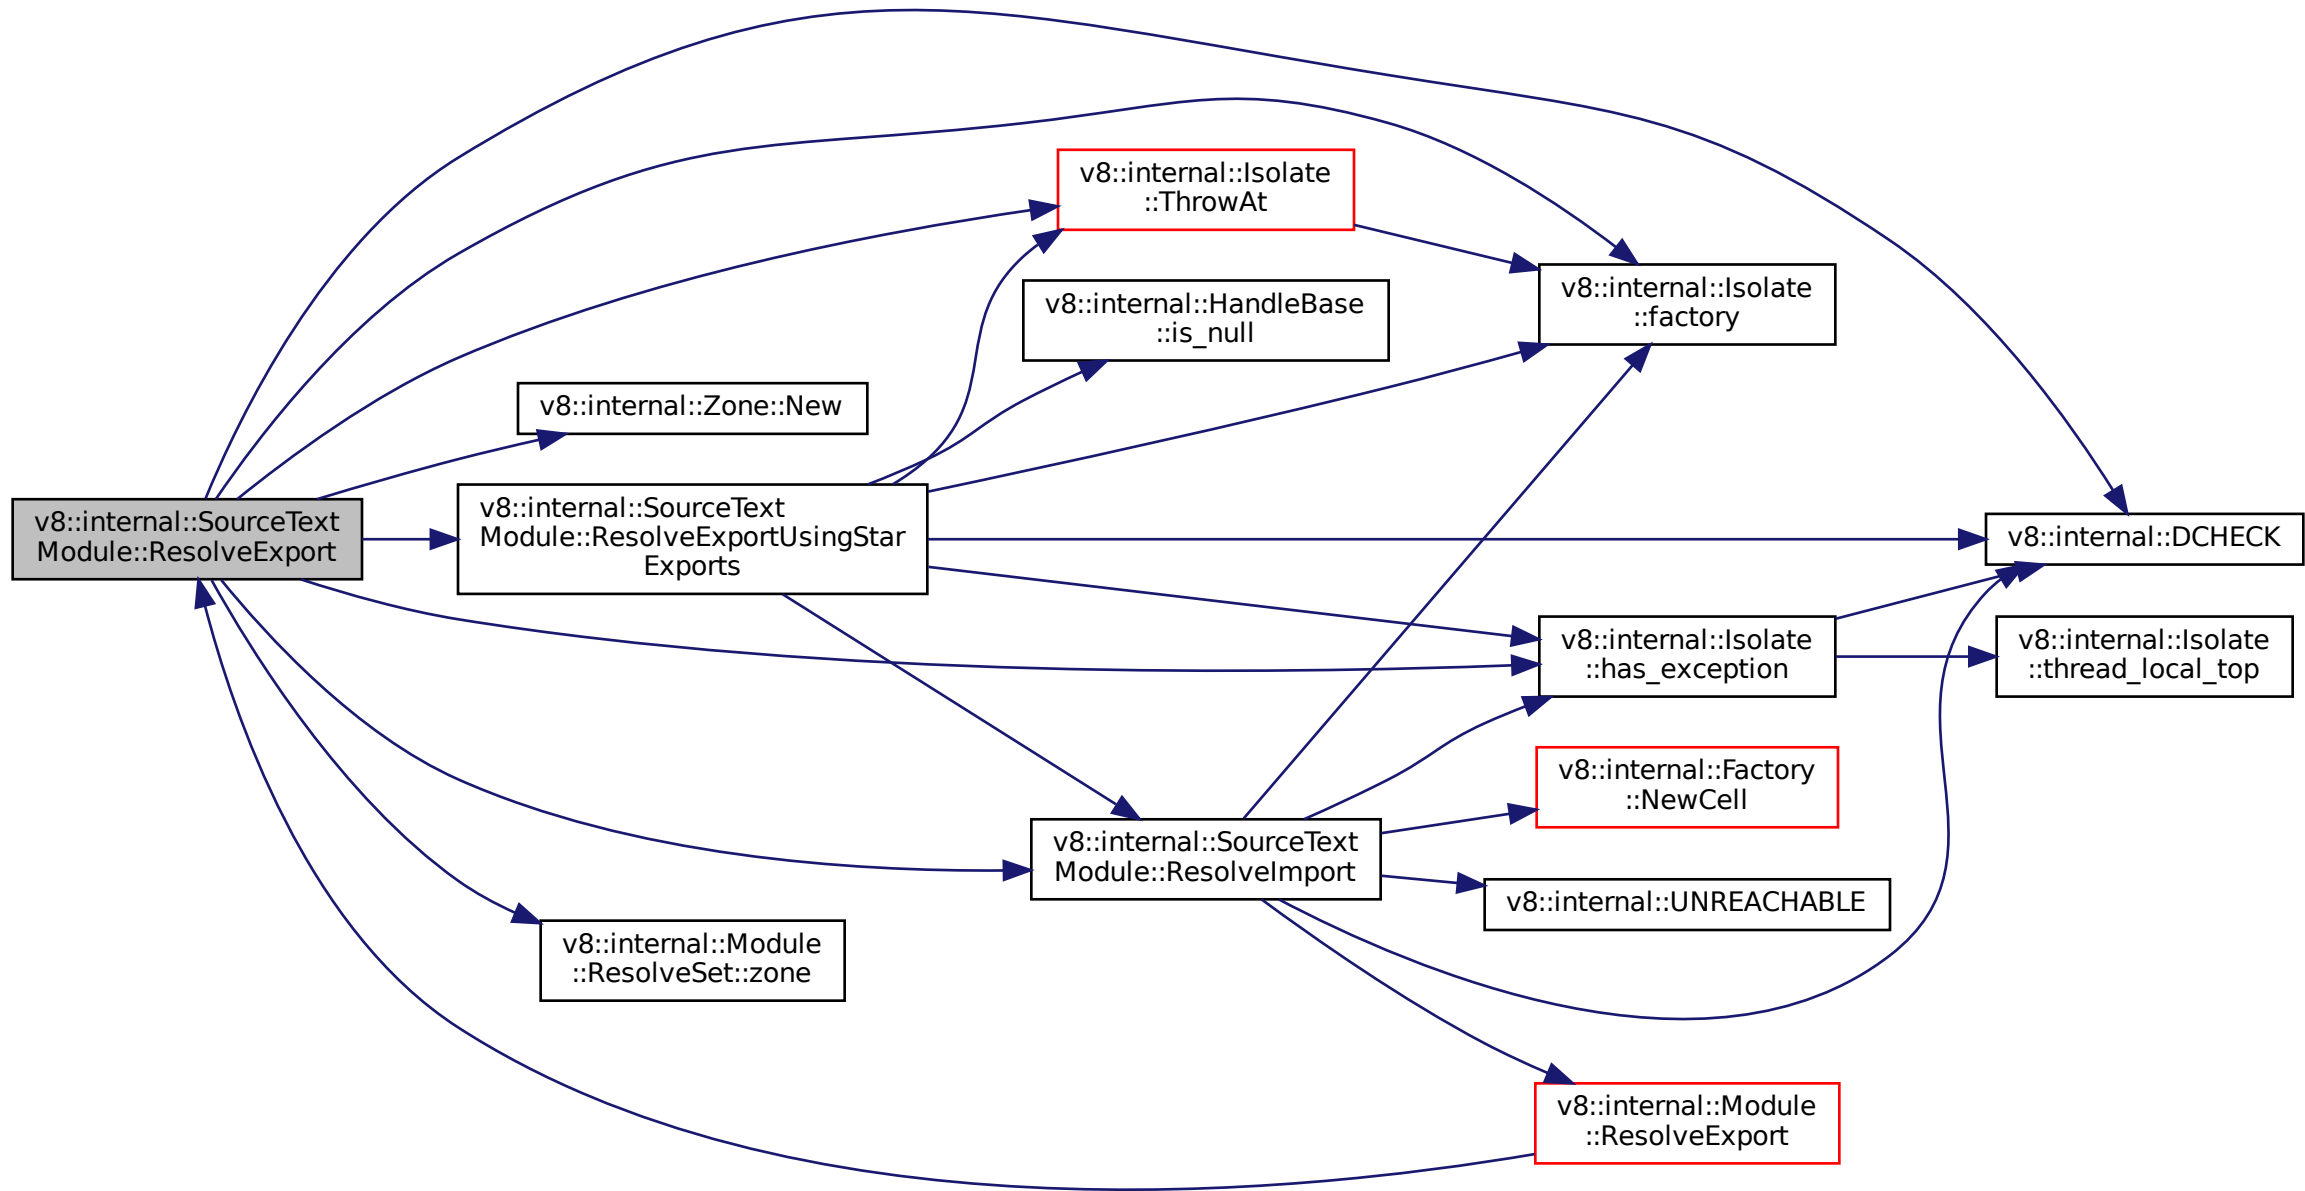 v8::internal::SourceText
Module::ResolveExport
v8::internal::Zone::New
v8::internal::SourceText
Module::ResolveExportUsingStar
Exports
v8::internal::Module
::ResolveSet::zone
v8::internal::Isolate
::ThrowAt
v8::internal::HandleBase
::is_null
v8::internal::SourceText
Module::ResolveImport
v8::internal::Isolate
::factory
v8::internal::Isolate
::has_exception
v8::internal::Factory
::NewCell
v8::internal::UNREACHABLE
v8::internal::Module
::ResolveExport
v8::internal::DCHECK
v8::internal::Isolate
::thread_local_top